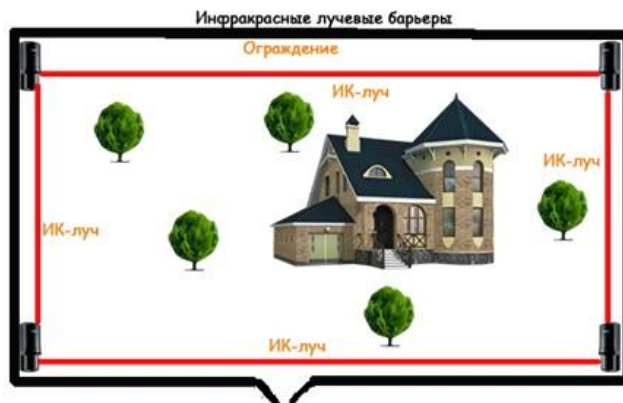 Инфракрасные лучевые барьеры
Ограждение
ИК-луч
ИК-луч
ИК-луч
ИК-луч